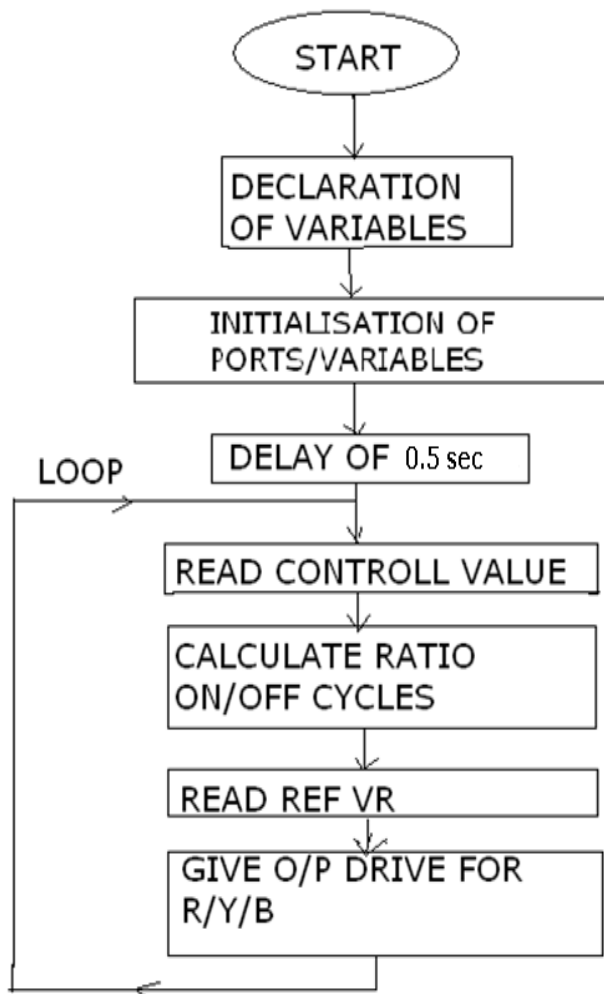 START
DECLARATION
OF VARIABLES
INITIALISATION OF
PORTS/VARIABLES
DELAY OF 0.5 sec
LOOP
READ CONTROLL VALUE
CALCULATE RATIO
ON/OFF CYCLES
READ REF VR
GIVE O/P DRIVE FOR
R/Y/B